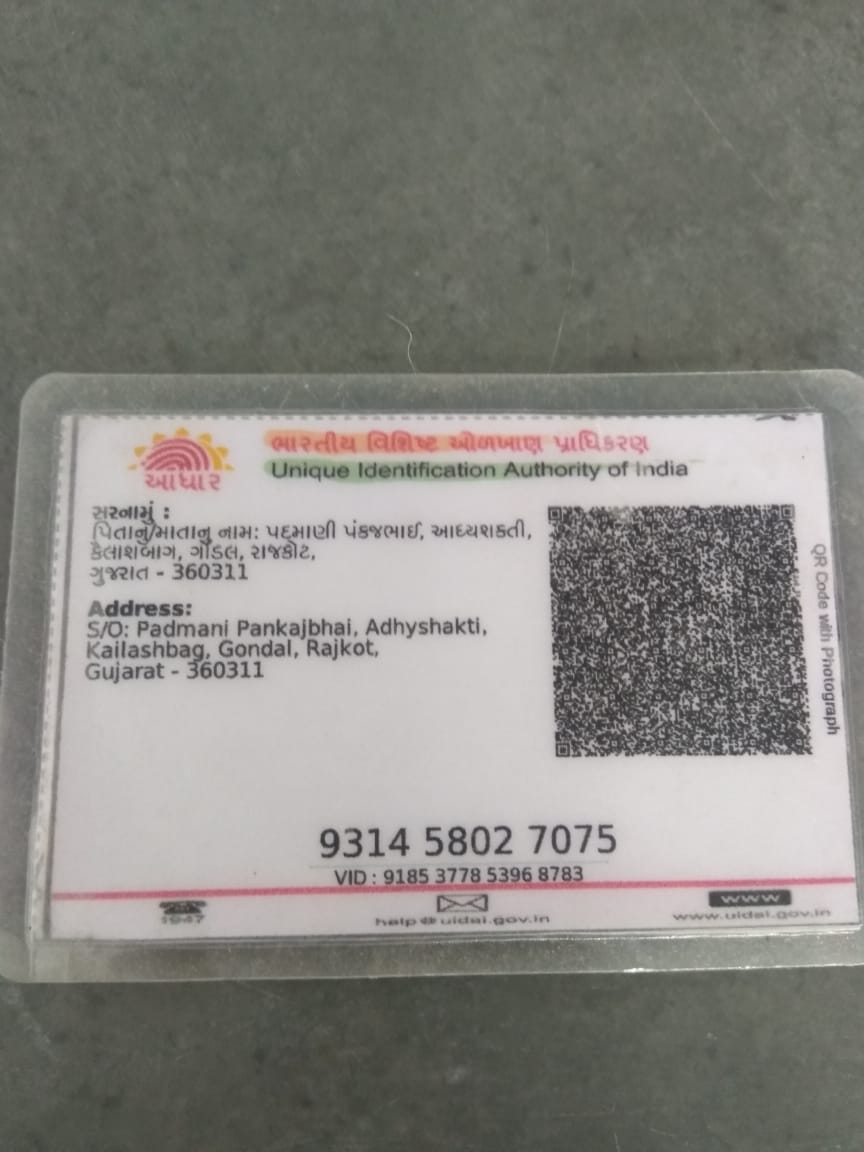 ભારતીય વિશિષ્ટ ઓળખાણ પ્રાધિકરણ
Unique Identification Authority of India
આધાર
સરનામું :
પિતાનું/માતાનુ નામ: પદ્દમાણી પંકજભાઈ, આધ્યશકતી,
કૈલાશબાગ, ગોંડલ, રાજકોટ,
ગુજરાત - 360311
Address:
S/O: Padmani Pankajbhai, Adhyshakti,
Kailashbag, Gondal, Rajkot,
Gujarat - 360311
QR Code with Photograph
9314 5802 7075
VID : 9185 3778 5396 8783
1947
help@uidai.gov.in
www
www.uidai.gov.in